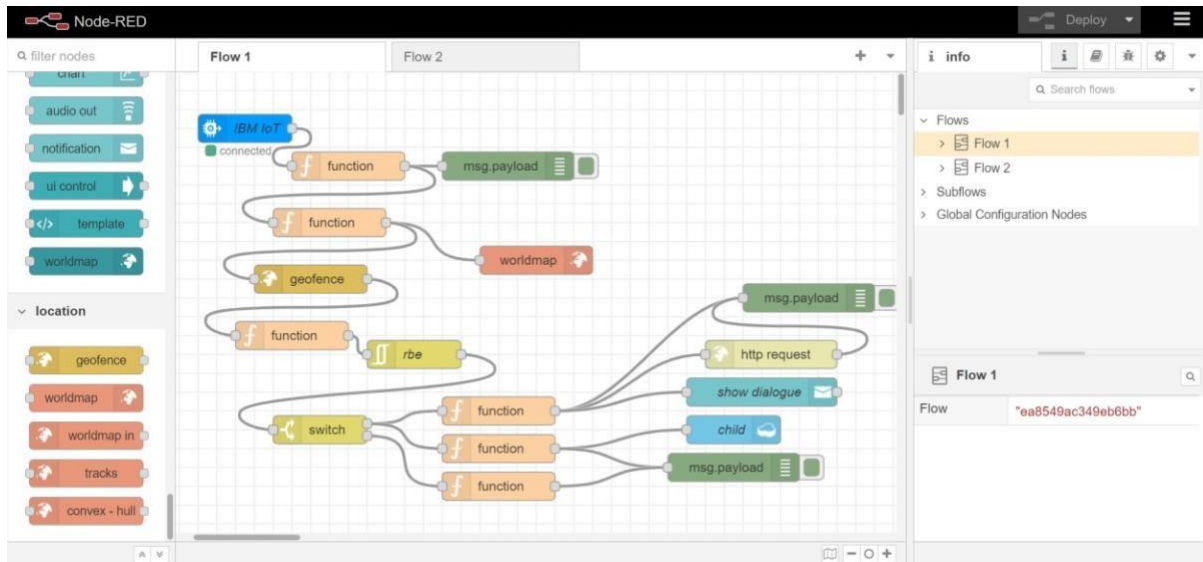 Node-RED
Deploy
filter nodes
chart
audio out
notification
ui control
</> template
worldmap
location
geofence
worldmap
worldmap in
tracks
convex - hull
Flow 1
Flow 2
IBM IoT
connected
function
msg.payload
function
worldmap
geofence
msg.payload
function
rbe
http request
show dialogue
function
switch
child
function
msg.payload
function
i info
i
Search flows
Flows
Flow 1
Flow 2
Subflows
Global Configuration Nodes
Flow 1
Flow "ea8549ac349eb6bb"